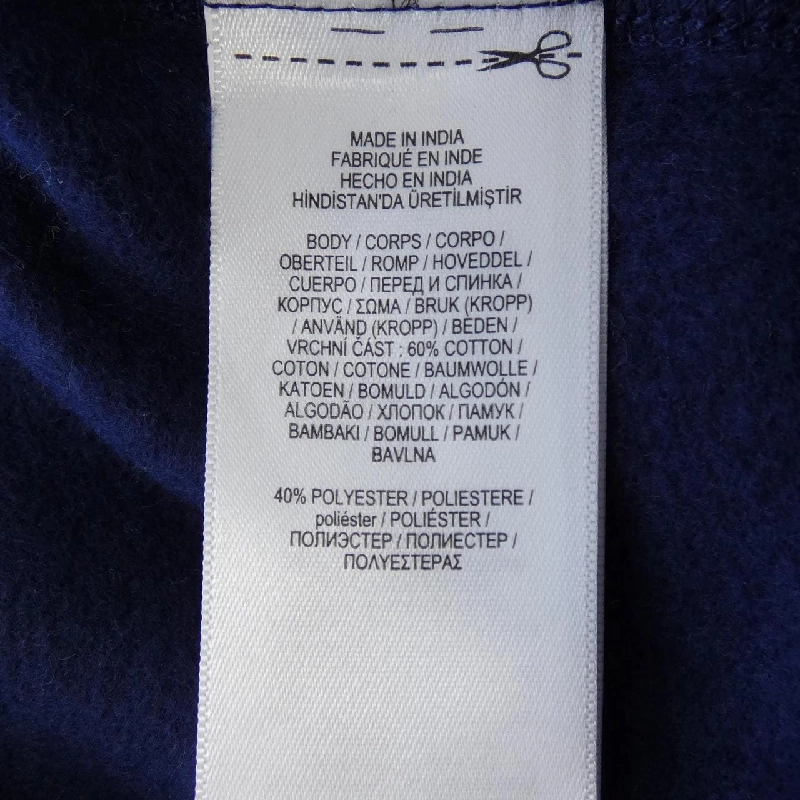 MADE IN INDIA
FABRIQUÉ EN INDE
HECHO EN INDIA
HİNDİSTAN'DA ÜRETİLMİŞTİR
BODY / CORPS / CORPO /
OBERTEIL / ROMP / HOVEDDEL /
CUERPO / ПЕРЕД И СПИНКА /
КОРПУС / ΣΩΜΑ / BRUK (KROPP)
/ ANVÄND (KROPP) / BEDEN /
VRCHNÍ ČÁST : 60% COTTON /
COTON / COTONE / BAUMWOLLE /
KATOEN / BOMULD / ALGODÓN /
ALGODÃO / ХЛОПОК / ПАМУК /
BAMBAKI / BOMULL / PAMUK /
BAVLNA
40% POLYESTER / POLIESTERE /
poliéster / POLIÉSTER /
ПОЛИЭСТЕР / ПОЛИЕСТЕР /
ΠΟΛΥΕΣΤΕΡΑΣ